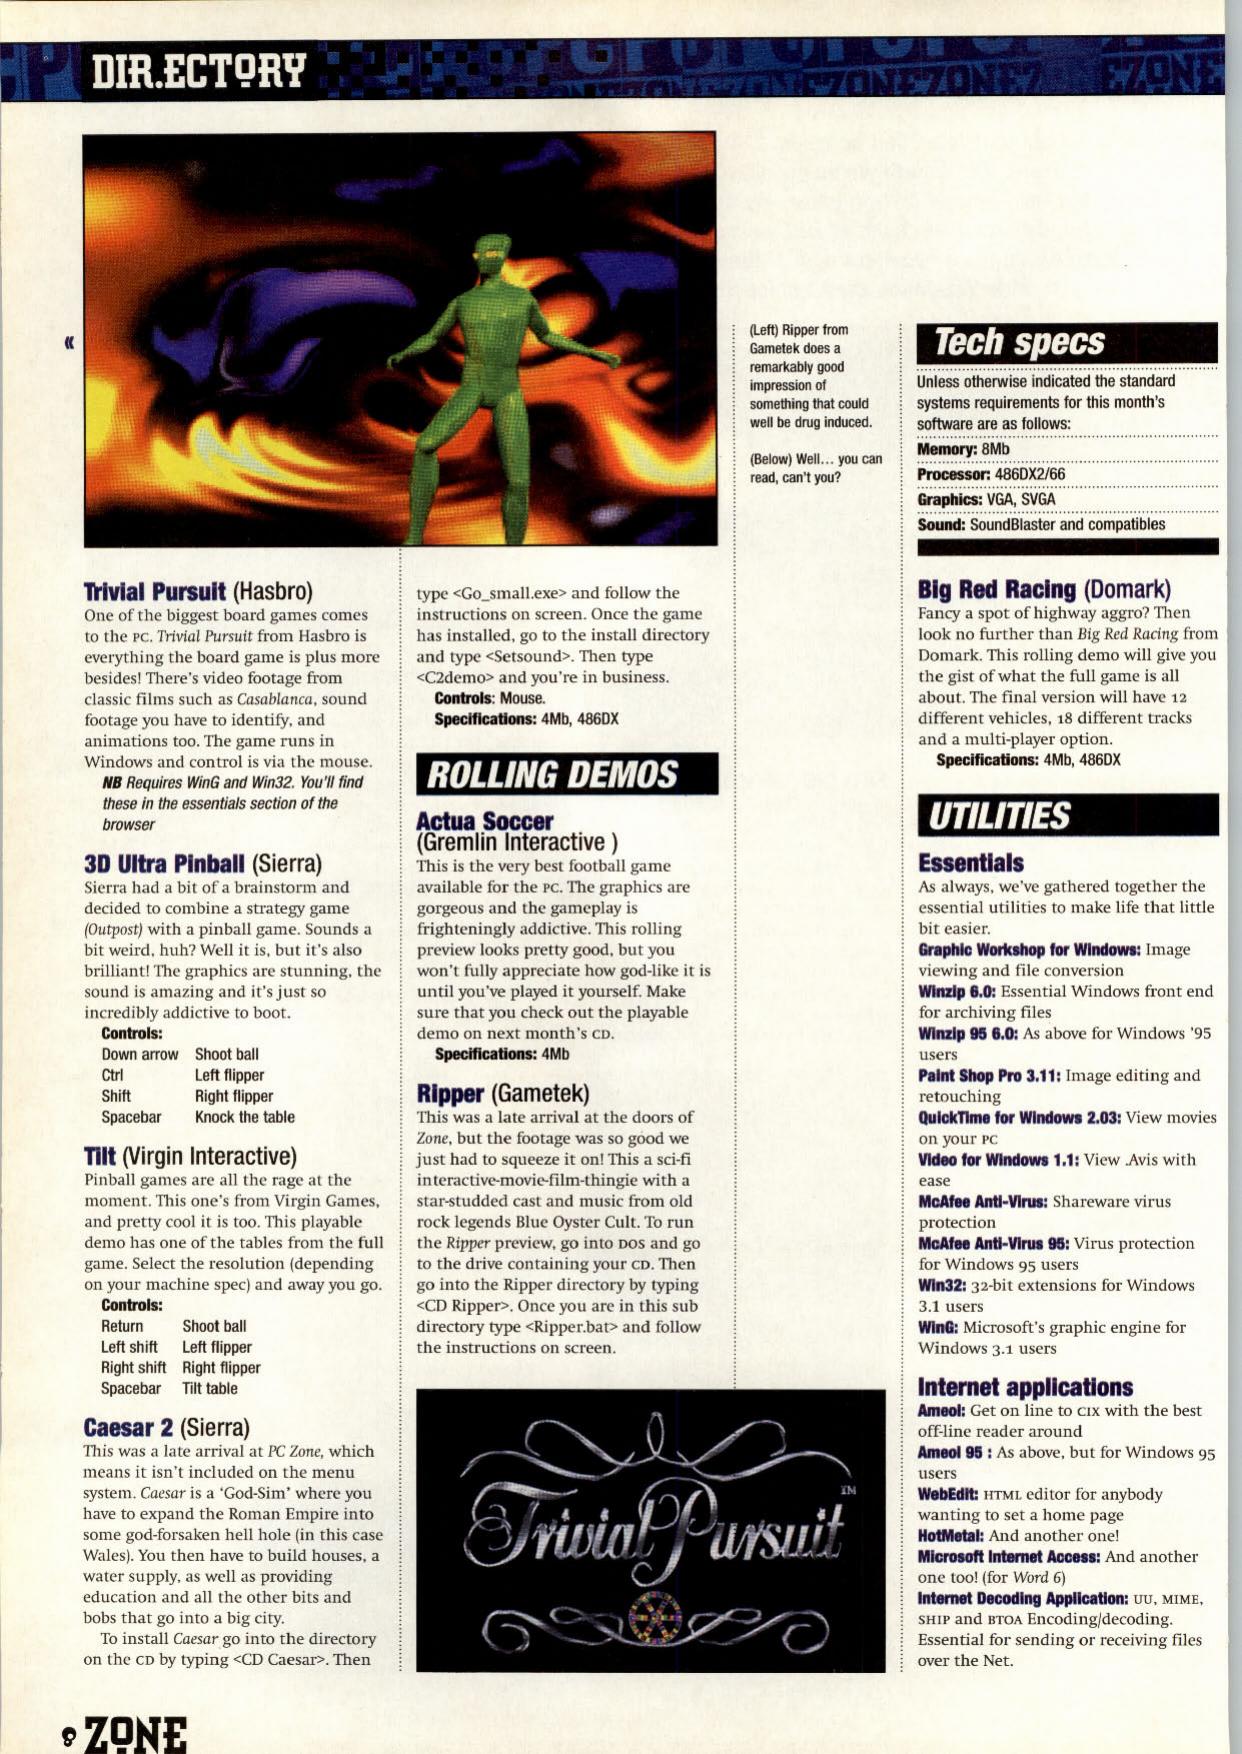 DIR.ECTORY
«
(Left) Ripper from
Gametek does a
remarkably good
impression of
something that could
well be drug induced.
(Below) Well... you can
read, can't you?
Tech specs
Unless otherwise indicated the standard
systems requirements for this month's
software are as follows:
Memory: 8Mb
Processor: 486DX2/66
Graphics: VGA, SVGA
Sound: SoundBlaster and compatibles
Trivial Pursuit (Hasbro)
One of the biggest board games comes
to the PC. Trivial Pursuit from Hasbro is
everything the board game is plus more
besides! There's video footage from
classic films such as Casablanca, sound
footage you have to identify, and
animations too. The game runs in
Windows and control is via the mouse.
NB Requires WinG and Win32. You'll find
these in the essentials section of the
browser
3D Ultra Pinball (Sierra)
Sierra had a bit of a brainstorm and
decided to combine a strategy game
(Outpost) with a pinball game. Sounds a
bit weird, huh? Well it is, but it's also
brilliant! The graphics are stunning, the
sound is amazing and it's just so
incredibly addictive to boot.
Controls:
Down arrow Shoot ball
Ctrl Left flipper
Shift Right flipper
Spacebar Knock the table
Tilt (Virgin Interactive)
Pinball games are all the rage at the
moment. This one's from Virgin Games,
and pretty cool it is too. This playable
demo has one of the tables from the full
game. Select the resolution (depending
on your machine spec) and away you go.
Controls:
Return Shoot ball
Left shift Left flipper
Right shift Right flipper
Spacebar Tilt table
Caesar 2 (Sierra)
This was a late arrival at PC Zone, which
means it isn't included on the menu
system. Caesar is a 'God-Sim' where you
have to expand the Roman Empire into
some god-forsaken hell hole (in this case
Wales). You then have to build houses, a
water supply, as well as providing
education and all the other bits and
bobs that go into a big city.
To install Caesar go into the directory
on the CD by typing <CD Caesar>. Then
type <Go_small.exe> and follow the
instructions on screen. Once the game
has installed, go to the install directory
and type <Setsound>. Then type
<C2demo> and you're in business.
Controls: Mouse.
Specifications: 4Mb, 486DX
ROLLING DEMOS
Actua Soccer
(Gremlin Interactive )
This is the very best football game
available for the PC. The graphics are
gorgeous and the gameplay is
frighteningly addictive. This rolling
preview looks pretty good, but you
won't fully appreciate how god-like it is
until you've played it yourself. Make
sure that you check out the playable
demo on next month's CD.
Specifications: 4Mb
Ripper (Gametek)
This was a late arrival at the doors of
Zone, but the footage was so good we
just had to squeeze it on! This a sci-fi
interactive-movie-film-thingie with a
star-studded cast and music from old
rock legends Blue Oyster Cult. To run
the Ripper preview, go into DOS and go
to the drive containing your CD. Then
go into the Ripper directory by typing
<CD Ripper>. Once you are in this sub
directory type <Ripper.bat> and follow
the instructions on screen.
Trivial Pursuit TM
Big Red Racing (Domark)
Fancy a spot of highway aggro? Then
look no further than Big Red Racing from
Domark. This rolling demo will give you
the gist of what the full game is all
about. The final version will have 12
different vehicles, 18 different tracks
and a multi-player option.
Specifications: 4Mb, 486DX
UTILITIES
Essentials
As always, we've gathered together the
essential utilities to make life that little
bit easier.
Graphic Workshop for Windows: Image
viewing and file conversion
Winzip 6.0: Essential Windows front end
for archiving files
Winzip 95 6.0: As above for Windows '95
users
Paint Shop Pro 3.11: Image editing and
retouching
QuickTime for Windows 2.03: View movies
on your PC
Video for Windows 1.1: View .Avis with
ease
McAfee Anti-Virus: Shareware virus
protection
McAfee Anti-Virus 95: Virus protection
for Windows 95 users
Win32: 32-bit extensions for Windows
3.1 users
WinG: Microsoft's graphic engine for
Windows 3.1 users
Internet applications
Ameol: Get on line to CIX with the best
off-line reader around
Ameol 95 : As above, but for Windows 95
users
WebEdit: HTML editor for anybody
wanting to set a home page
HotMetal: And another one!
Microsoft Internet Access: And another
one too! (for Word 6)
Internet Decoding Application: UU, MIME,
SHIP and BTOA Encoding/decoding.
Essential for sending or receiving files
over the Net.
8 ZONE